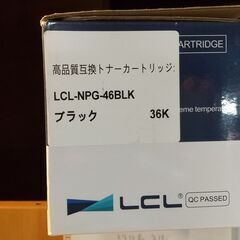 ARTRIDGE
高品質互換トナーカートリッジ:
LCL-NPG-46BLK
ブラック 36K
eme temperat
LCL®
QC PASSED